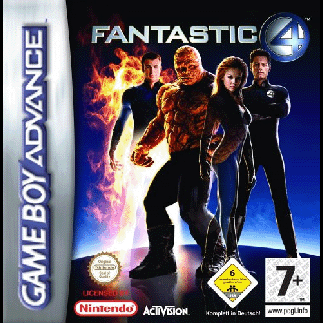 FANTASTIC 4
GAME BOY ADVANCE
LICENSED BY
Nintendo
ACTIVISION
6
Komplett in Deutsch!
7+
www.pegi.info